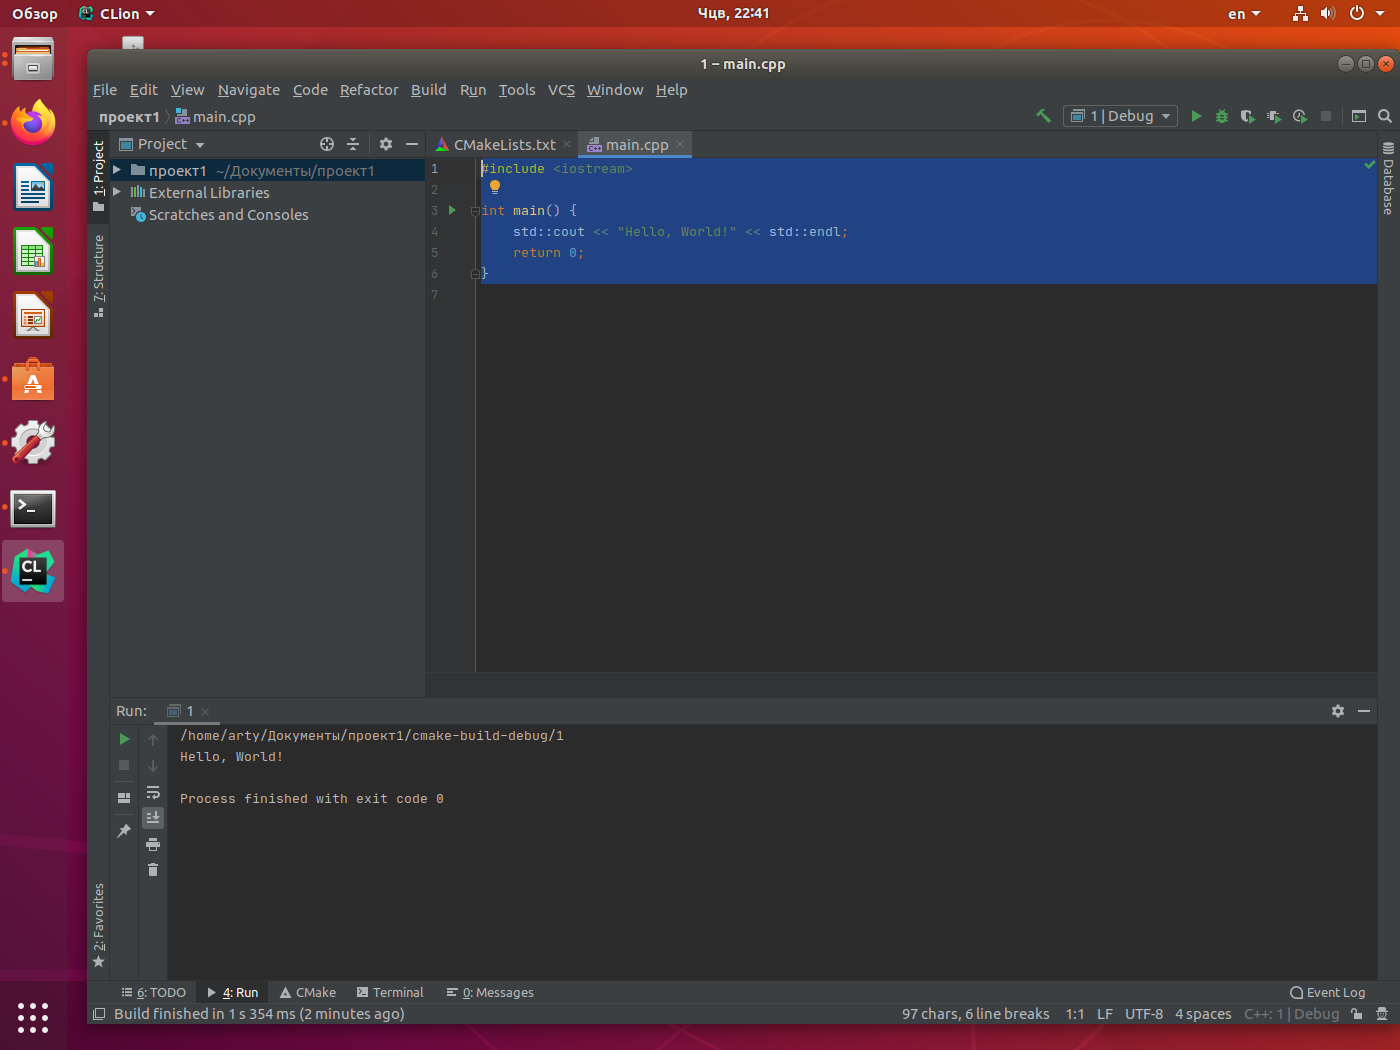 Обзор CLion Чцв, 22:41 en
1 – main.cpp
File Edit View Navigate Code Refactor Build Run Tools VCS Window Help
проект1 main.cpp 1 | Debug
1: Project
Project
CMakeLists.txt main.cpp
проект1 ~/Документы/проект1
External Libraries
Scratches and Consoles
7: Structure
Database
1 #include <iostream>
2
3 int main() {
4 std::cout << "Hello, World!" << std::endl;
5 return 0;
6 }
7
Run: 1
/home/arty/Документы/проект1/cmake-build-debug/1
Hello, World!
Process finished with exit code 0
2: Favorites
6: TODO 4: Run CMake Terminal 0: Messages Event Log
Build finished in 1 s 354 ms (2 minutes ago) 97 chars, 6 line breaks 1:1 LF UTF-8 4 spaces C++: 1 | Debug
CL